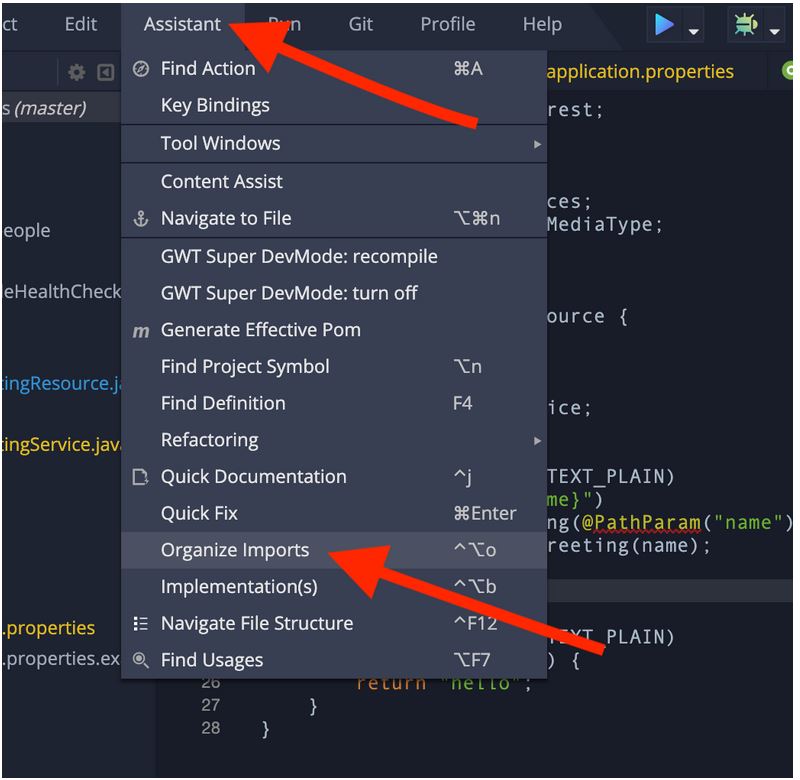 ct Edit Assistant Run Git Profile Help
application.properties
s (master)
Find Action ⌘A
Key Bindings
Tool Windows
Content Assist
Navigate to File ⌥⌘n
GWT Super DevMode: recompile
GWT Super DevMode: turn off
m Generate Effective Pom
Find Project Symbol ⌥n
Find Definition F4
Refactoring
Quick Documentation ^j
Quick Fix ⌘Enter
Organize Imports ^⌥o
Implementation(s) ^⌥b
Navigate File Structure ^F12
Find Usages ⌥F7
eople
eHealthCheck
tingResource.ja
tingService.java
.properties
.properties.ex
rest;
ces;
MediaType;
ource {
ice;
TEXT_PLAIN)
me}")
ng(@PathParam("name")
reeting(name);
TEXT_PLAIN)
) {
26 return "hello";
27 }
28 }